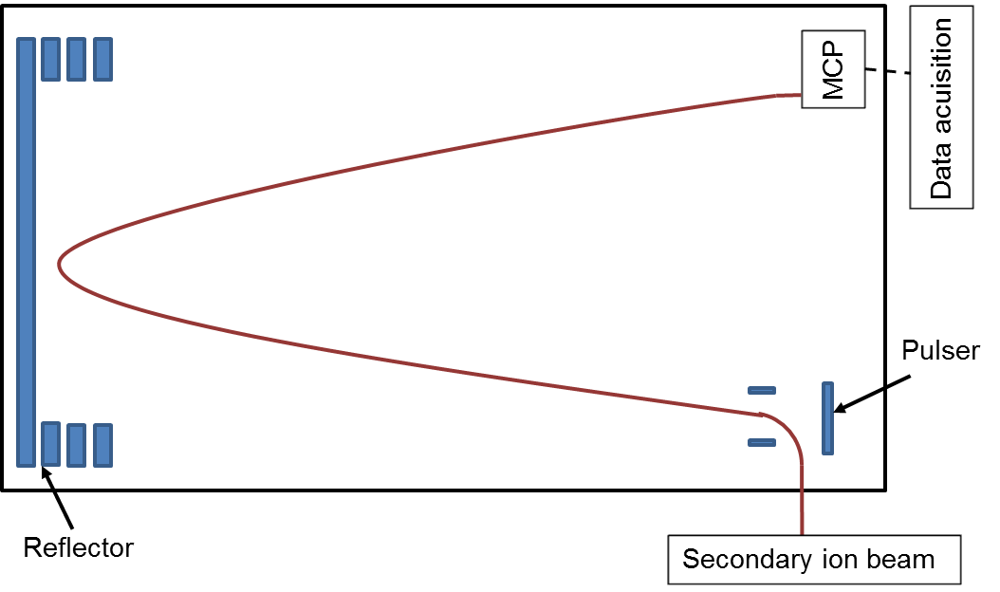 MCP
Data acuisition
Pulser
Reflector
Secondary ion beam